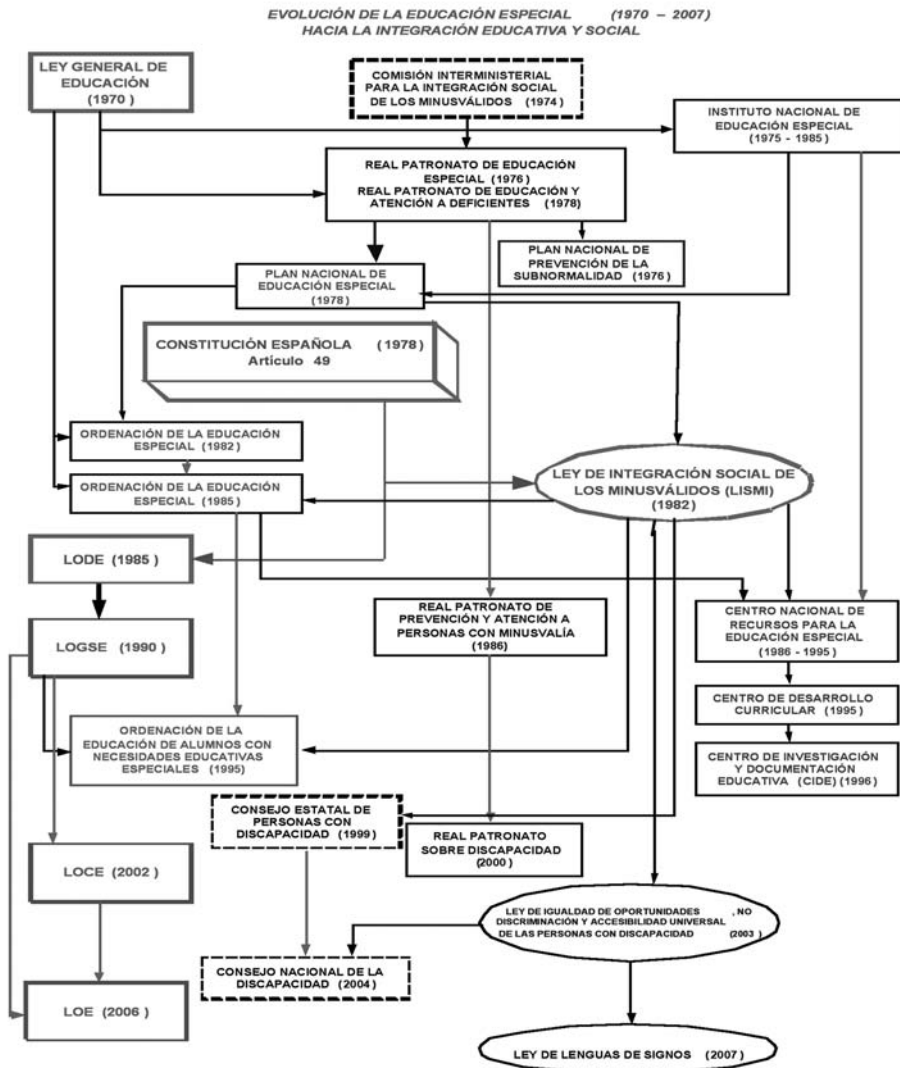 EVOLUCIÓN DE LA EDUCACIÓN ESPECIAL (1970 – 2007)
HACIA LA INTEGRACIÓN EDUCATIVA Y SOCIAL
LEY GENERAL DE
EDUCACIÓN
(1970)
COMISIÓN INTERMINISTERIAL
PARA LA INTEGRACIÓN SOCIAL
DE LOS MINUSVÁLIDOS (1974)
INSTITUTO NACIONAL DE
EDUCACIÓN ESPECIAL
(1975 - 1985)
REAL PATRONATO DE EDUCACIÓN
ESPECIAL (1976)
REAL PATRONATO DE EDUCACIÓN Y
ATENCIÓN A DEFICIENTES (1978)
PLAN NACIONAL DE
PREVENCIÓN DE LA
SUBNORMALIDAD (1976)
PLAN NACIONAL DE
EDUCACIÓN ESPECIAL
(1978)
CONSTITUCIÓN ESPAÑOLA (1978)
Artículo 49
ORDENACIÓN DE LA EDUCACIÓN
ESPECIAL (1982)
ORDENACIÓN DE LA EDUCACIÓN
ESPECIAL (1985)
LEY DE INTEGRACIÓN SOCIAL DE
LOS MINUSVÁLIDOS (LISMI)
(1982)
LODE (1985)
LOGSE (1990)
REAL PATRONATO DE
PREVENCIÓN Y ATENCIÓN A
PERSONAS CON MINUSVALÍA
(1986)
CENTRO NACIONAL DE
RECURSOS PARA LA
EDUCACIÓN ESPECIAL
(1986 - 1995)
CENTRO DE DESARROLLO
CURRICULAR (1995)
ORDENACIÓN DE LA
EDUCACIÓN DE ALUMNOS CON
NECESIDADES EDUCATIVAS
ESPECIALES (1995)
CENTRO DE INVESTIGACIÓN
Y DOCUMENTACIÓN
EDUCATIVA (CIDE) (1996)
CONSEJO ESTATAL DE
PERSONAS CON
DISCAPACIDAD (1999)
REAL PATRONATO
SOBRE DISCAPACIDAD
(2000)
LOCE (2002)
LEY DE IGUALDAD DE OPORTUNIDADES , NO
DISCRIMINACIÓN Y ACCESIBILIDAD UNIVERSAL
DE LAS PERSONAS CON DISCAPACIDAD (2003)
CONSEJO NACIONAL DE LA
DISCAPACIDAD (2004)
LOE (2006)
LEY DE LENGUAS DE SIGNOS (2007)